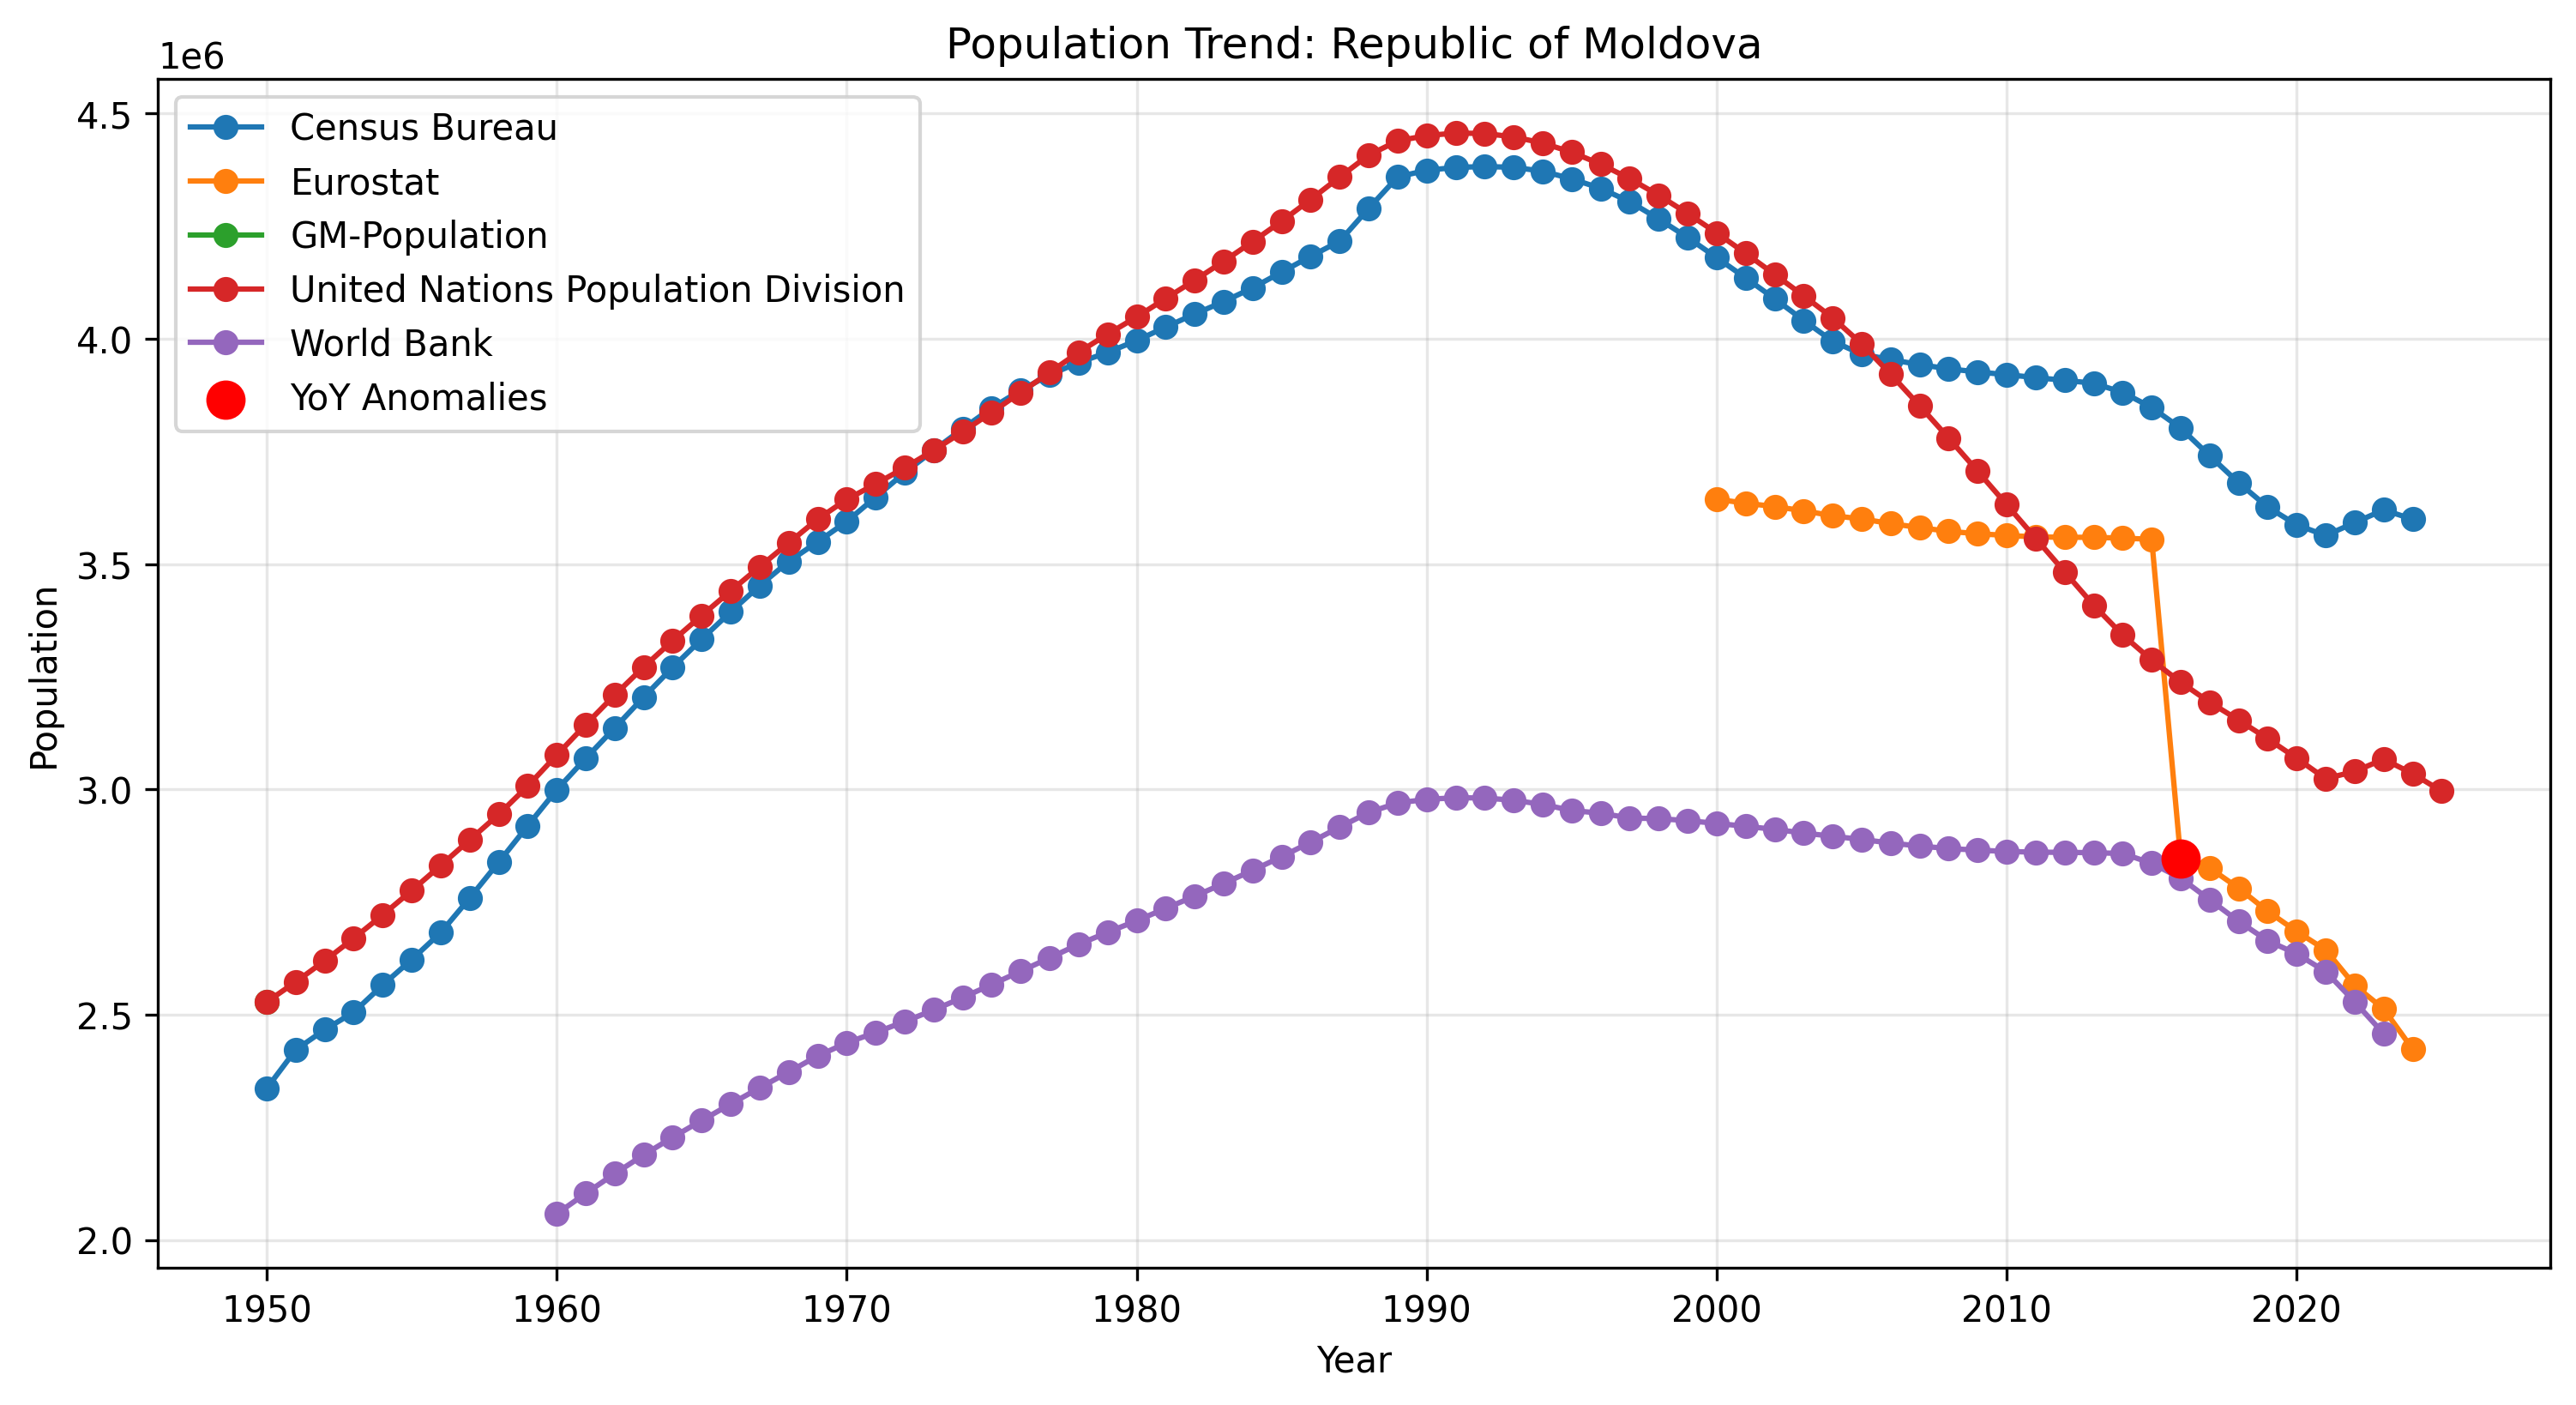 Population Trend: Republic of Moldova
1e6
Census Bureau
Eurostat
GM-Population
United Nations Population Division
World Bank
YoY Anomalies
4.5
4.0
3.5
3.0
2.5
2.0
Population
1950 1960 1970 1980 1990 2000 2010 2020
Year